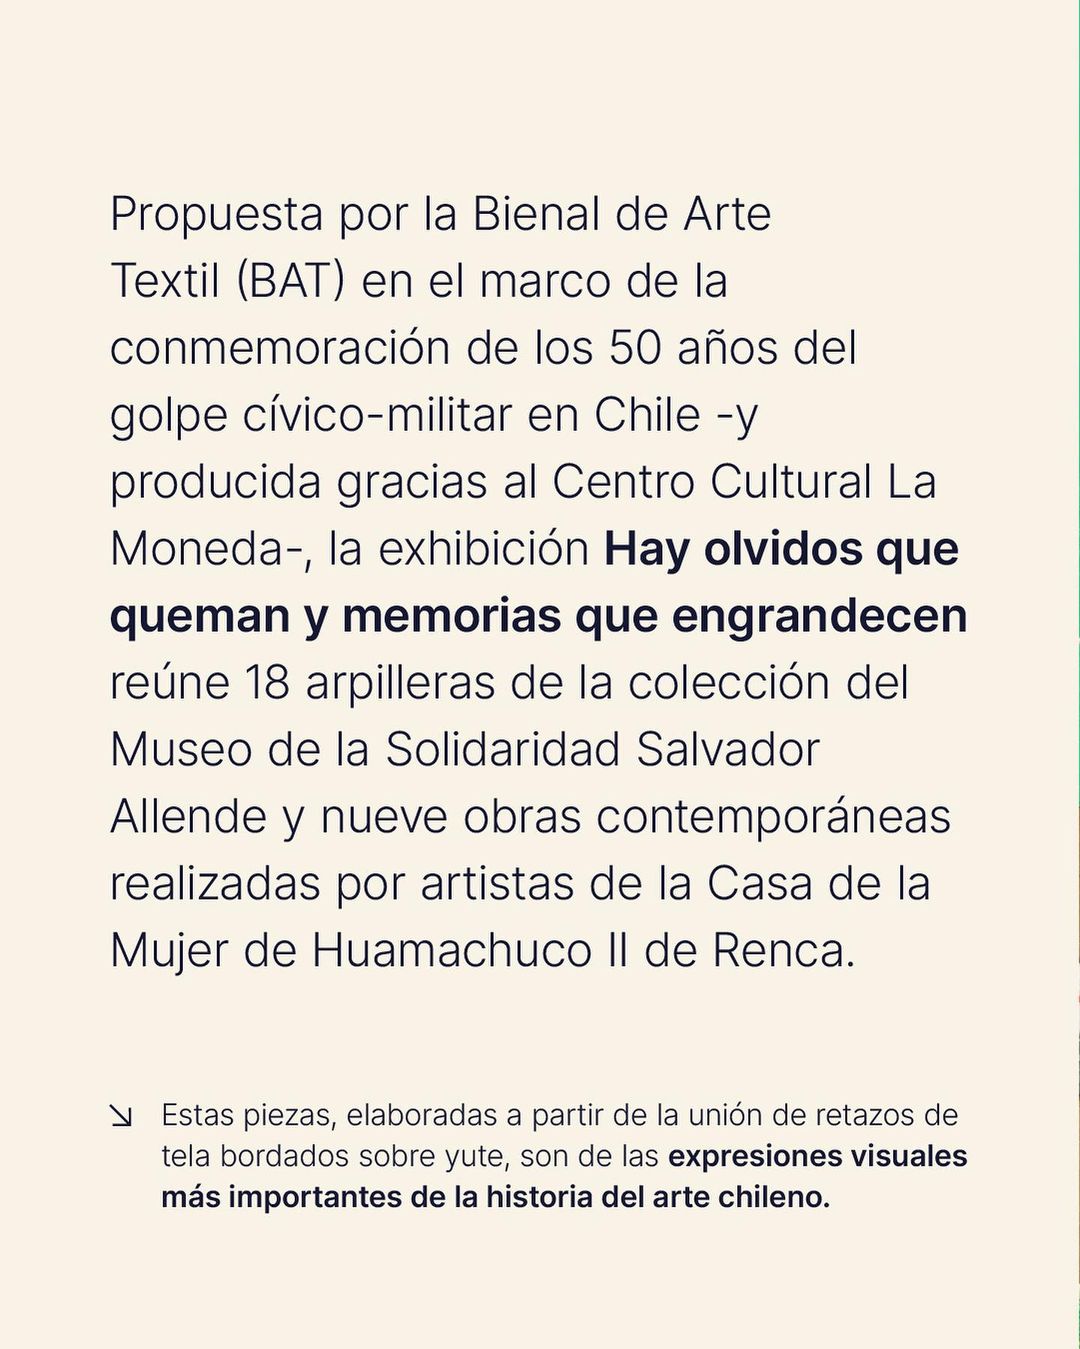 Propuesta por la Bienal de Arte
Textil (BAT) en el marco de la
conmemoración de los 50 años del
golpe cívico-militar en Chile -y
producida gracias al Centro Cultural La
Moneda-, la exhibición Hay olvidos que
queman y memorias que engrandecen
reúne 18 arpilleras de la colección del
Museo de la Solidaridad Salvador
Allende y nueve obras contemporáneas
realizadas por artistas de la Casa de la
Mujer de Huamachuco II de Renca.
Estas piezas, elaboradas a partir de la unión de retazos de
tela bordados sobre yute, son de las expresiones visuales
más importantes de la historia del arte chileno.